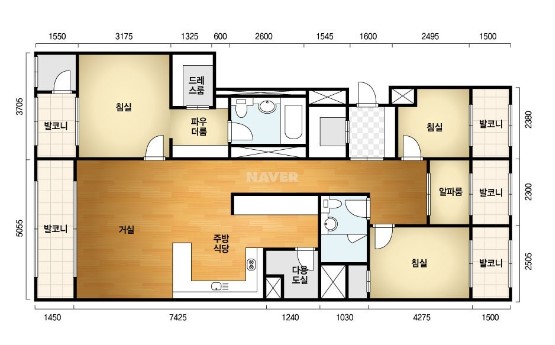 1550 3175 1325 600 2600 1545 1600 2495 1500
3705
드레
스룸
침실
파우
더룸
발코니
침실
발코니
2380
NAVER
알파룸
발코니
2300
5055
발코니
거실
주방
식당
다용
도실
침실
발코니
2505
1450 7425 1240 1030 4275 1500